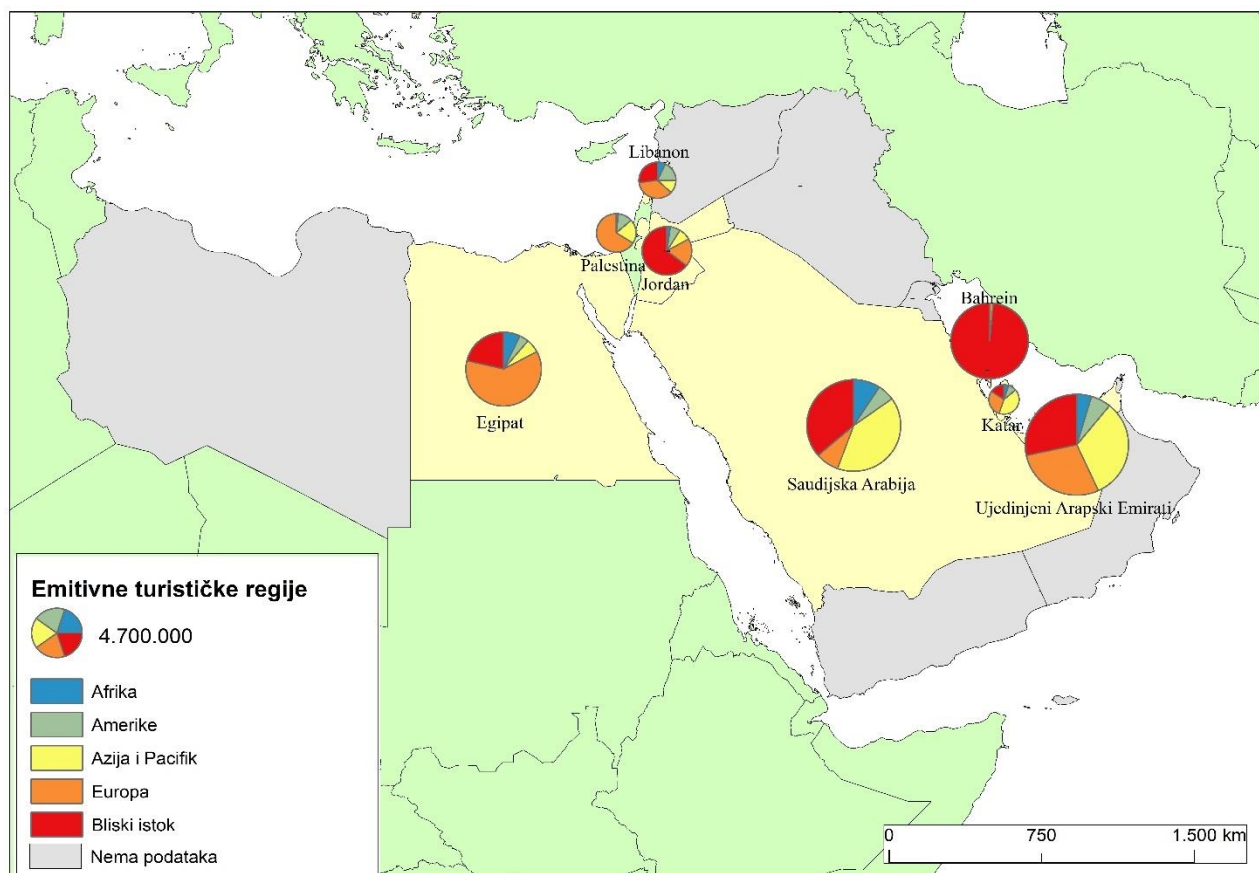 Libanon
Palestina
Jordan
Bahrein
Egipat
Katar
Saudijska Arabija
Ujedinjeni Arapski Emirati
Emitivne turističke regije
4.700.000
Afrika
Amerike
Azija i Pacifik
Europa
Bliski istok
Nema podataka
0 750 1.500 km